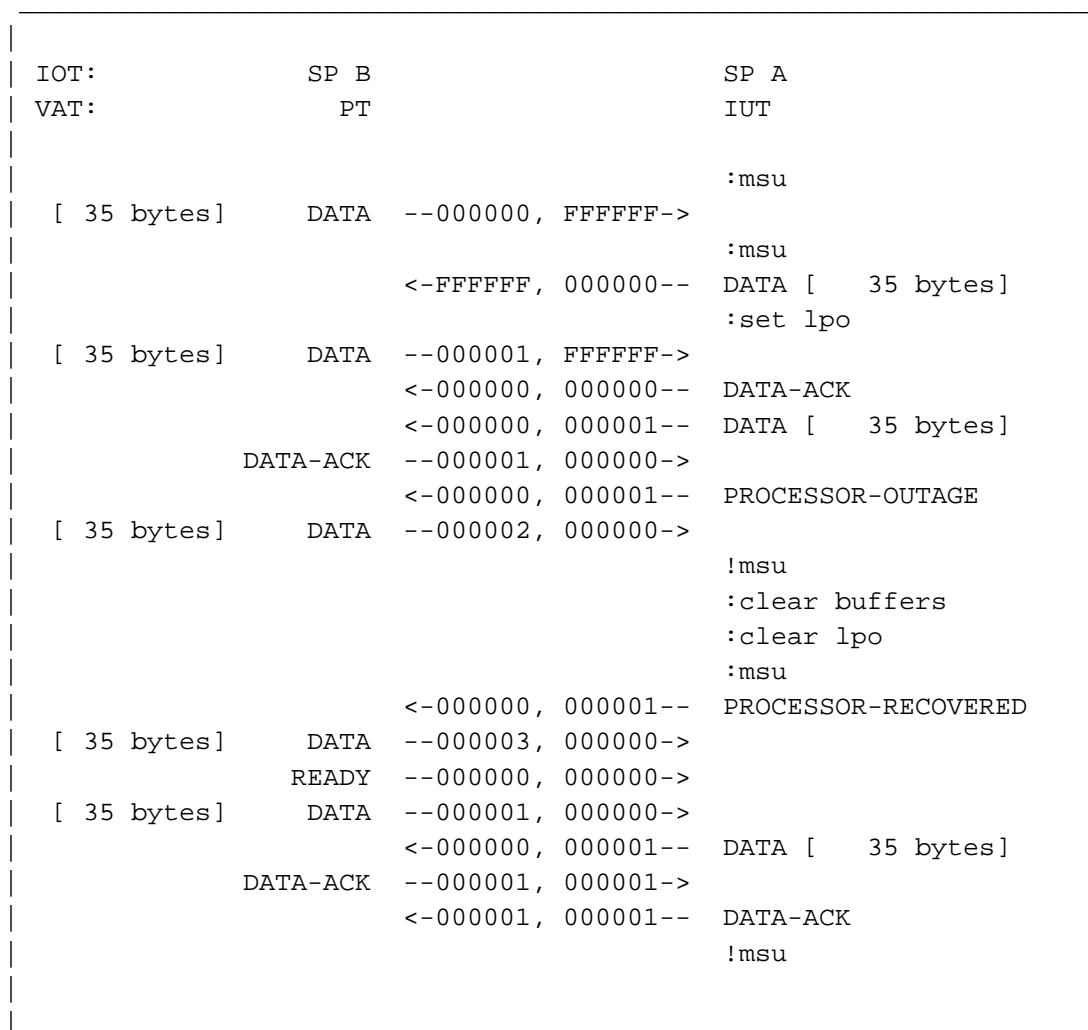 IOT: SP B SP A
VAT: PT IUT
:msu
[ 35 bytes] DATA --000000, FFFFFF->
:msu
<-FFFFFF, 000000-- DATA [ 35 bytes]
:set lpo
[ 35 bytes] DATA --000001, FFFFFF->
<-000000, 000000-- DATA-ACK
<-000000, 000001-- DATA [ 35 bytes]
DATA-ACK --000001, 000000->
<-000000, 000001-- PROCESSOR-OUTAGE
[ 35 bytes] DATA --000002, 000000->
!msu
:clear buffers
:clear lpo
:msu
<-000000, 000001-- PROCESSOR-RECOVERED
[ 35 bytes] DATA --000003, 000000->
READY --000000, 000000->
[ 35 bytes] DATA --000001, 000000->
<-000000, 000001-- DATA [ 35 bytes]
DATA-ACK --000001, 000001->
<-000001, 000001-- DATA-ACK
!msu